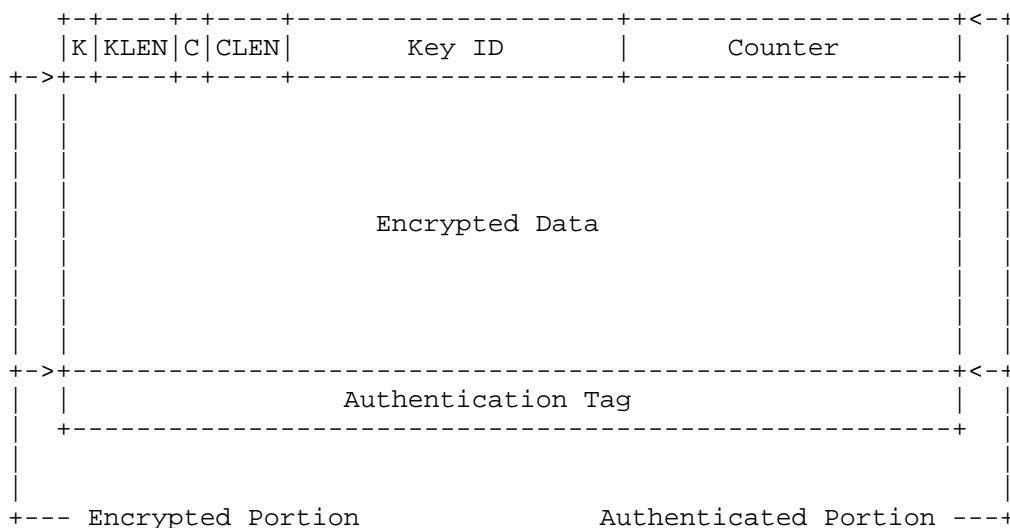 K KLEN C CLEN Key ID Counter
Encrypted Data
Authentication Tag
Encrypted Portion Authenticated Portion